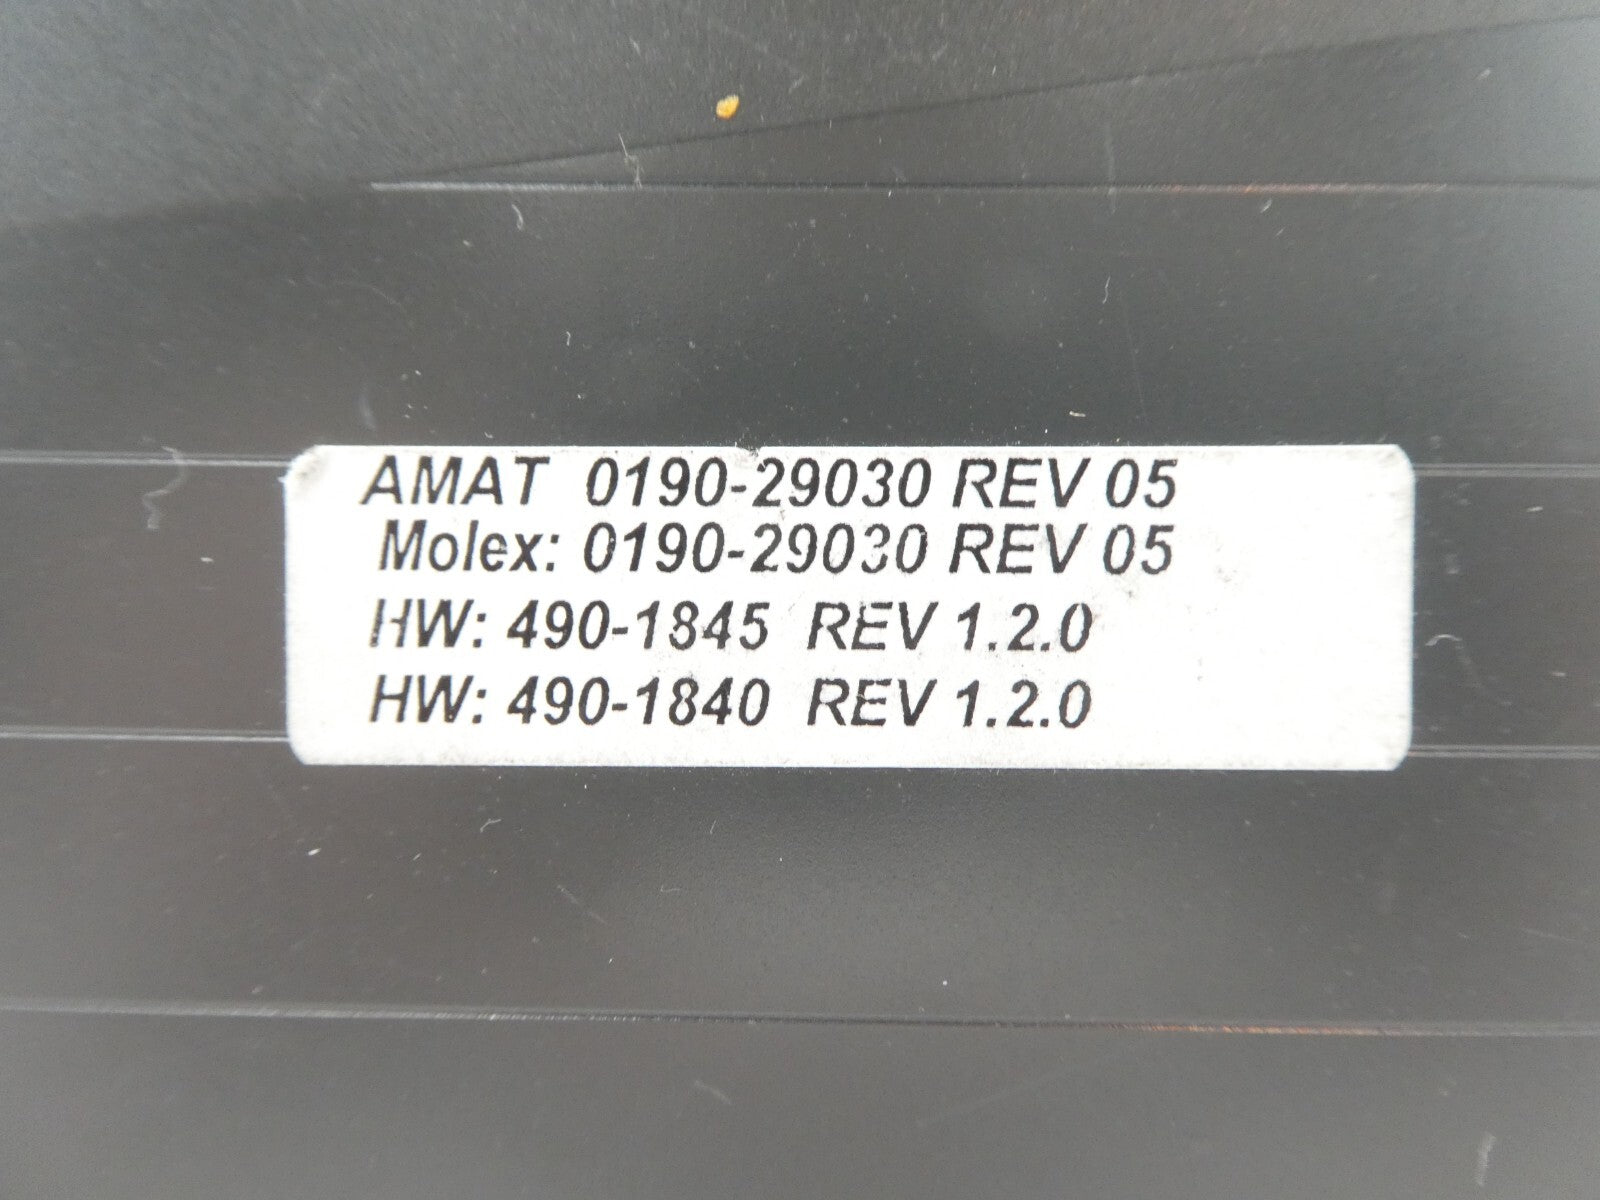 AMAT 0190-29030 REV 05
Molex: 0190-29030 REV 05
HW: 490-1845 REV 1.2.0
HW: 490-1840 REV 1.2.0